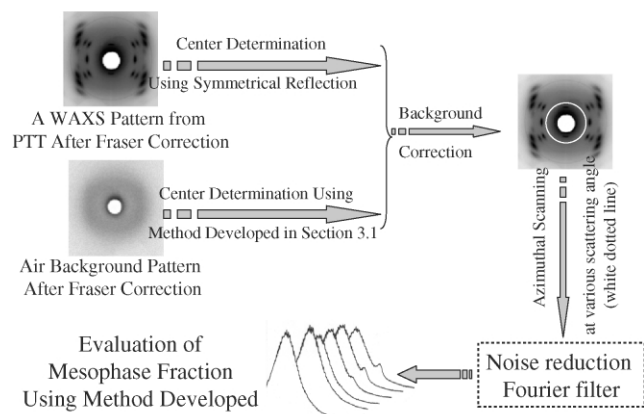 Center Determination
Using Symmetrical Reflection
A WAXS Pattern from
PTT After Fraser Correction
Background
Correction
Center Determination Using
Method Developed in Section 3.1
Air Background Pattern
After Fraser Correction
Azimuthal Scanning
at various scattering angle
(white dotted line)
Evaluation of
Mesophase Fraction
Using Method Developed
Noise reduction
Fourier filter